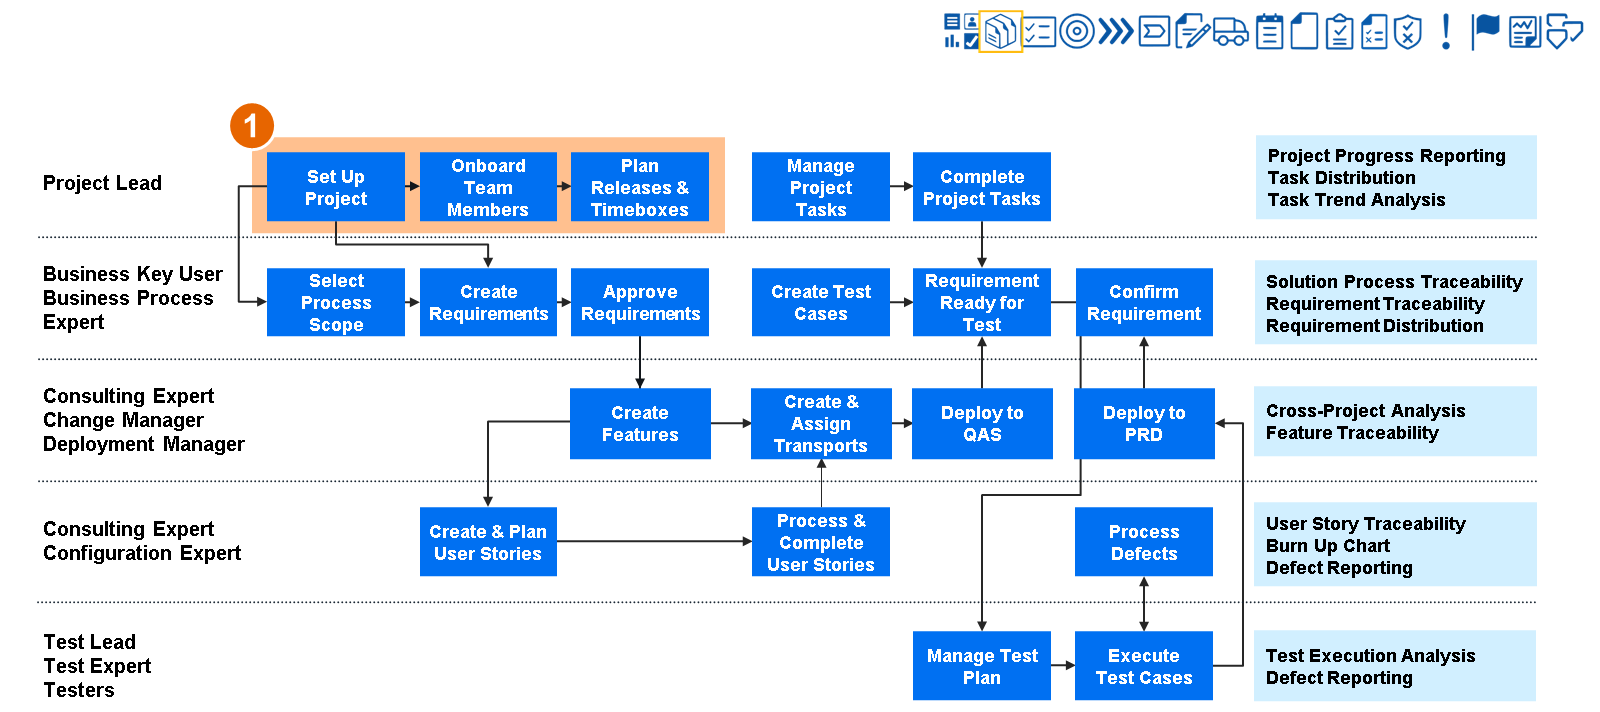 1
Project Lead
Set Up
Project
Onboard
Team
Members
Plan
Releases &
Timeboxes
Manage
Project
Tasks
Complete
Project Tasks
Project Progress Reporting
Task Distribution
Task Trend Analysis
Business Key User
Business Process
Expert
Select
Process
Scope
Create
Requirements
Approve
Requirements
Create Test
Cases
Requirement
Ready for
Test
Confirm
Requirement
Solution Process Traceability
Requirement Traceability
Requirement Distribution
Consulting Expert
Change Manager
Deployment Manager
Create
Features
Create &
Assign
Transports
Deploy to
QAS
Deploy to
PRD
Cross-Project Analysis
Feature Traceability
Consulting Expert
Configuration Expert
Create & Plan
User Stories
Process &
Complete
User Stories
Process
Defects
User Story Traceability
Burn Up Chart
Defect Reporting
Test Lead
Test Expert
Testers
Manage Test
Plan
Execute
Test Cases
Test Execution Analysis
Defect Reporting